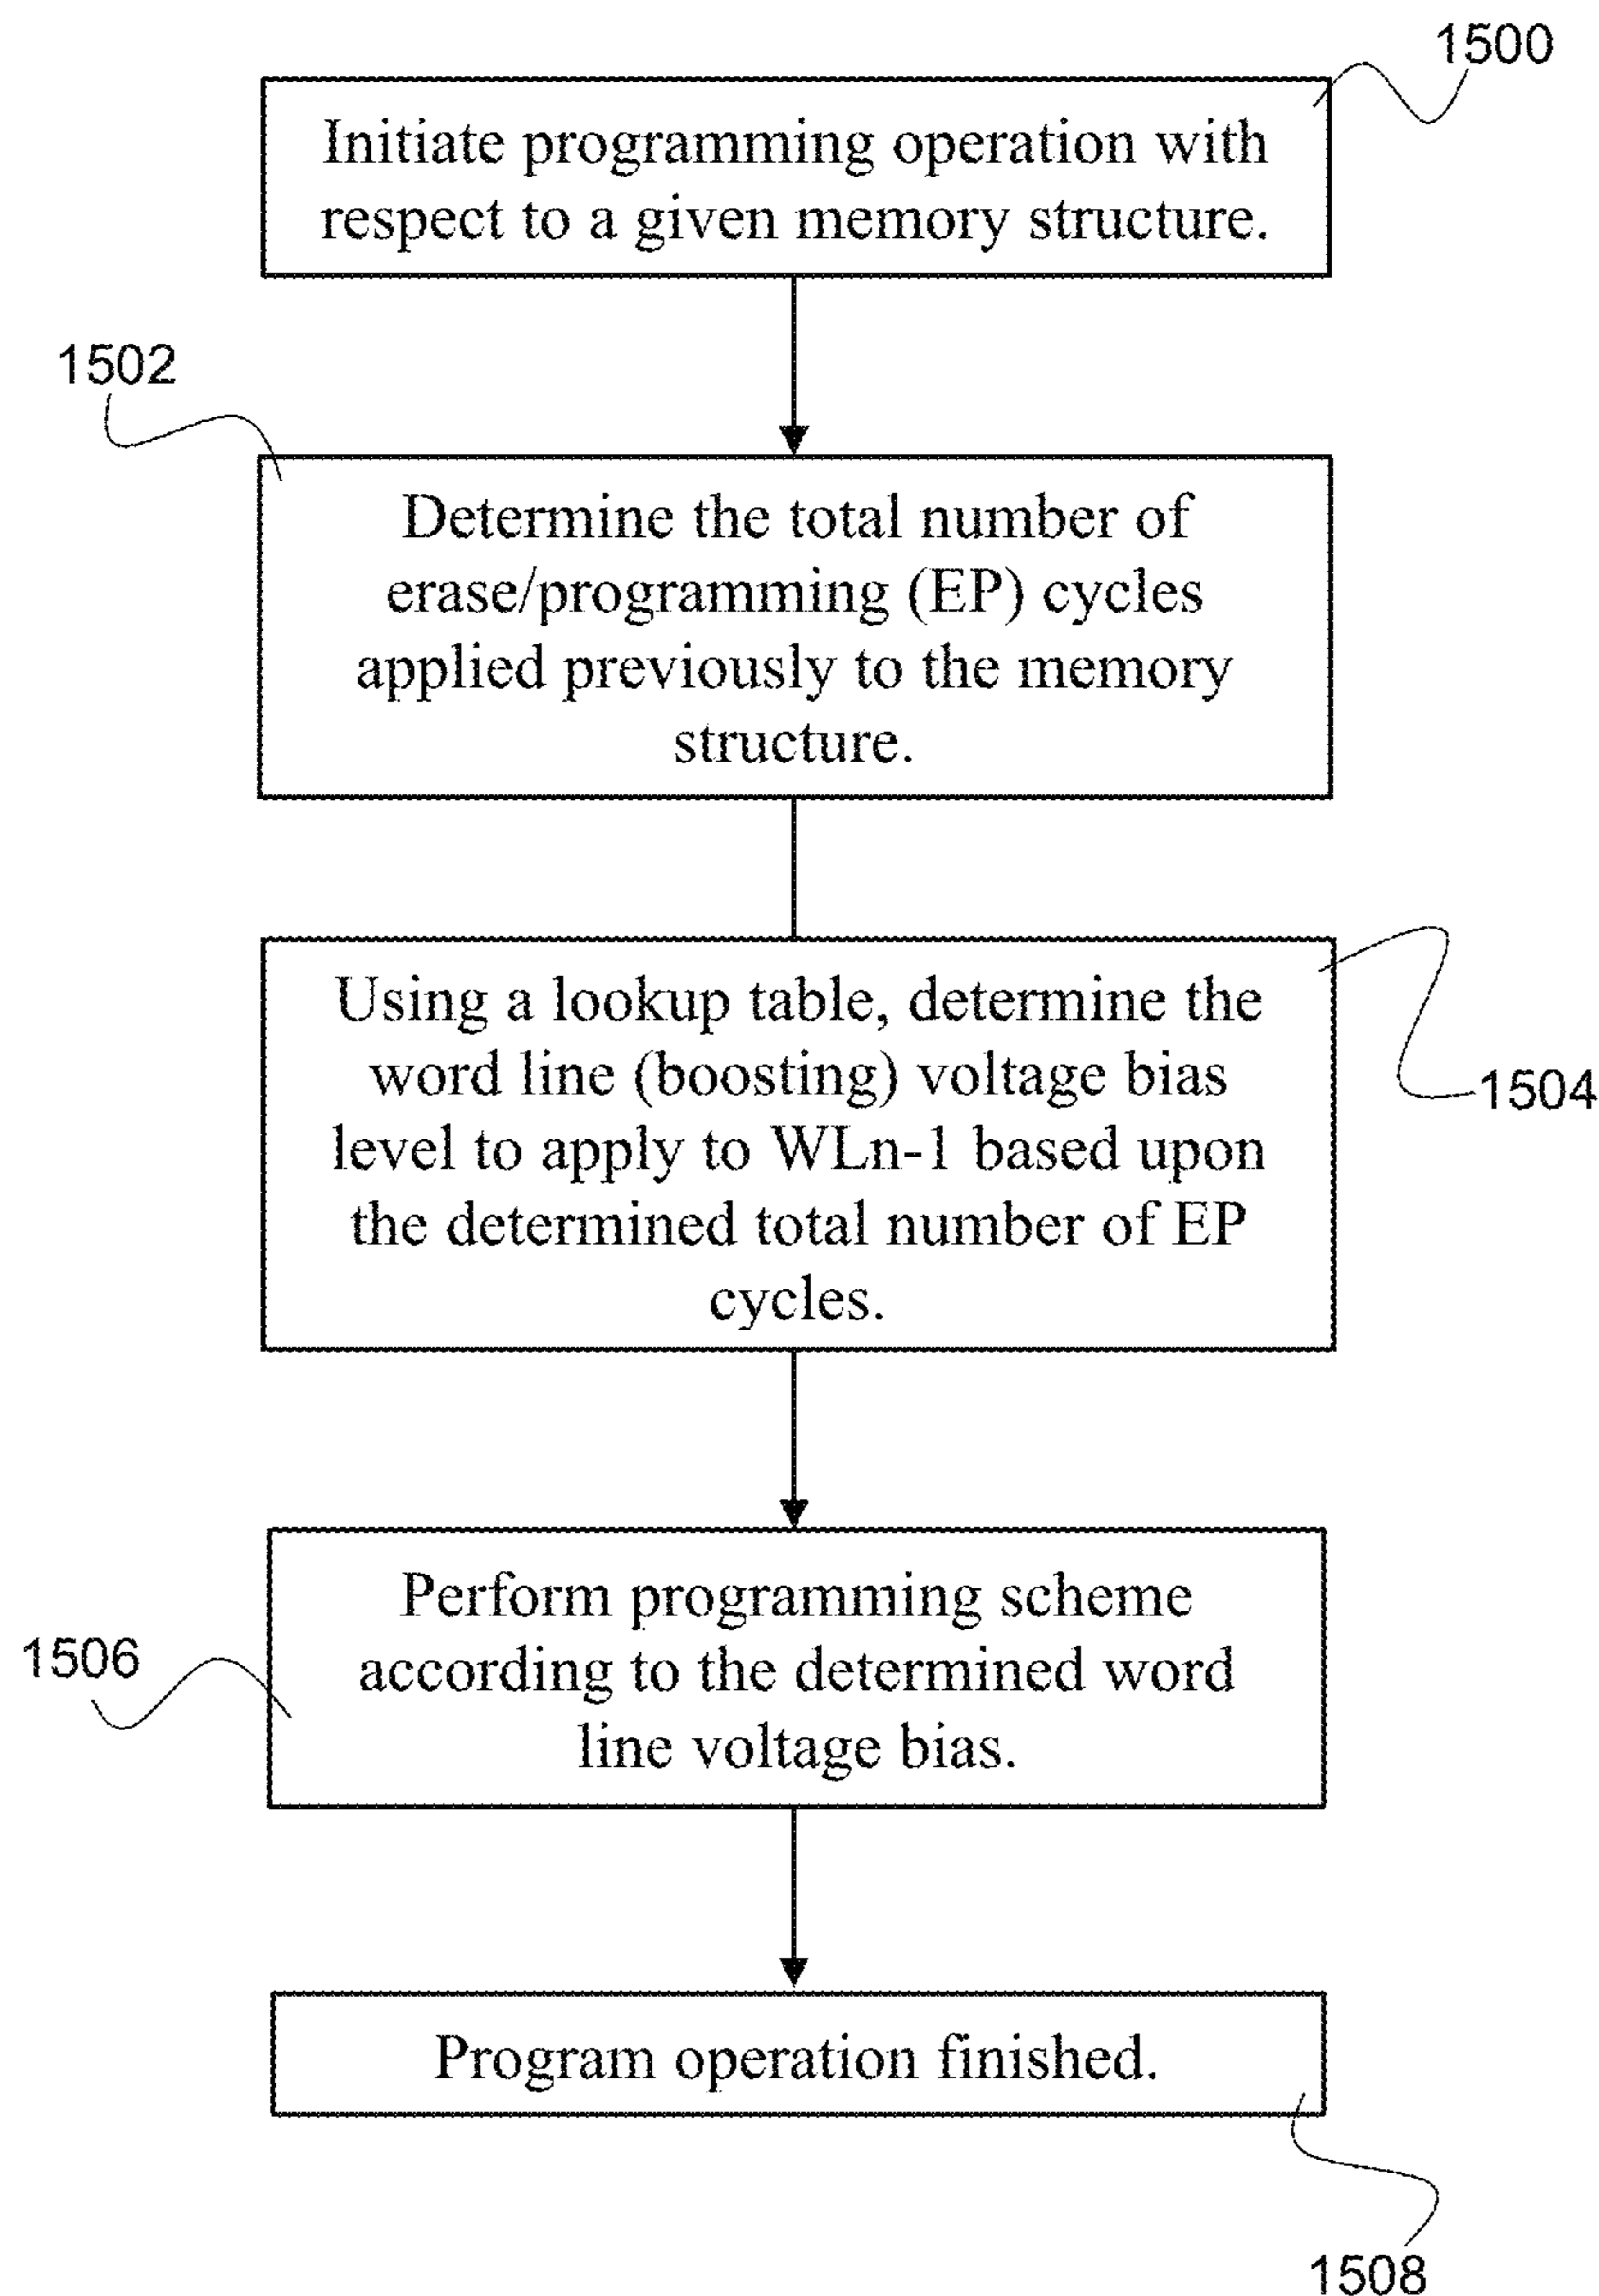 1500
Initiate programming operation with
respect to a given memory structure.
1502
Determine the total number of
erase/programming (EP) cycles
applied previously to the memory
structure.
Using a lookup table, determine the
word line (boosting) voltage bias
level to apply to WLn-1 based upon
the determined total number of EP
cycles.
1504
Perform programming scheme
according to the determined word
line voltage bias.
1506
Program operation finished.
1508